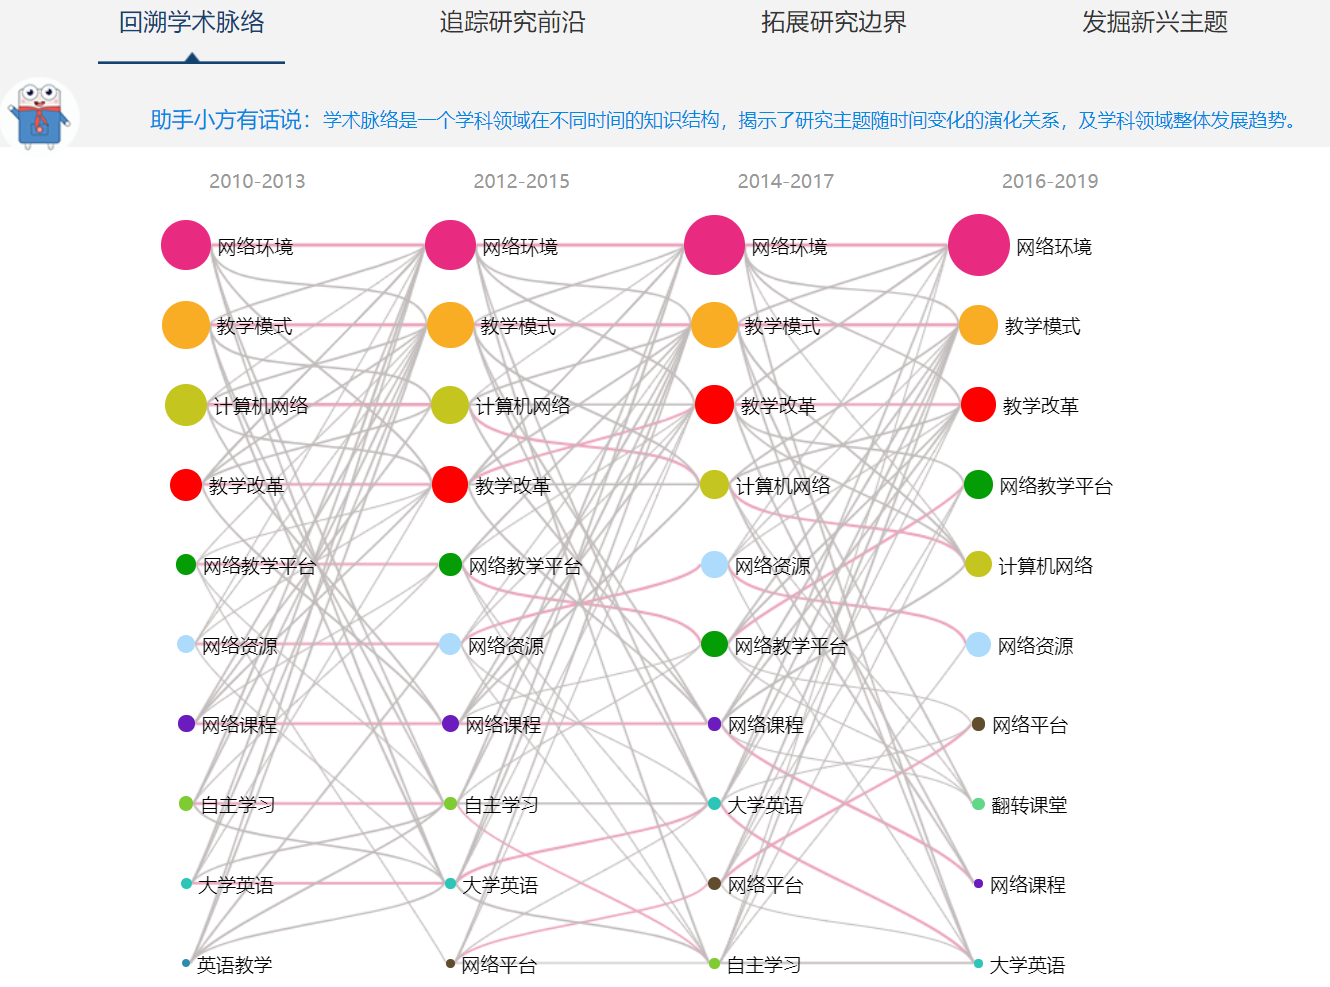 回溯学术脉络 追踪研究前沿 拓展研究边界 发掘新兴主题
助手小方有话说：学术脉络是一个学科领域在不同时间的知识结构，揭示了研究主题随时间变化的演化关系，及学科领域整体发展趋势。
2010-2013 2012-2015 2014-2017 2016-2019
网络环境 网络环境 网络环境 网络环境
教学模式 教学模式 教学模式 教学模式
计算机网络 计算机网络 教学改革 教学改革
教学改革 教学改革 计算机网络 网络教学平台
网络教学平台 网络教学平台 网络资源 计算机网络
网络资源 网络资源 网络教学平台 网络资源
网络课程 网络课程 网络课程 网络平台
自主学习 自主学习 大学英语 翻转课堂
大学英语 大学英语 网络平台 网络课程
英语教学 网络平台 自主学习 大学英语